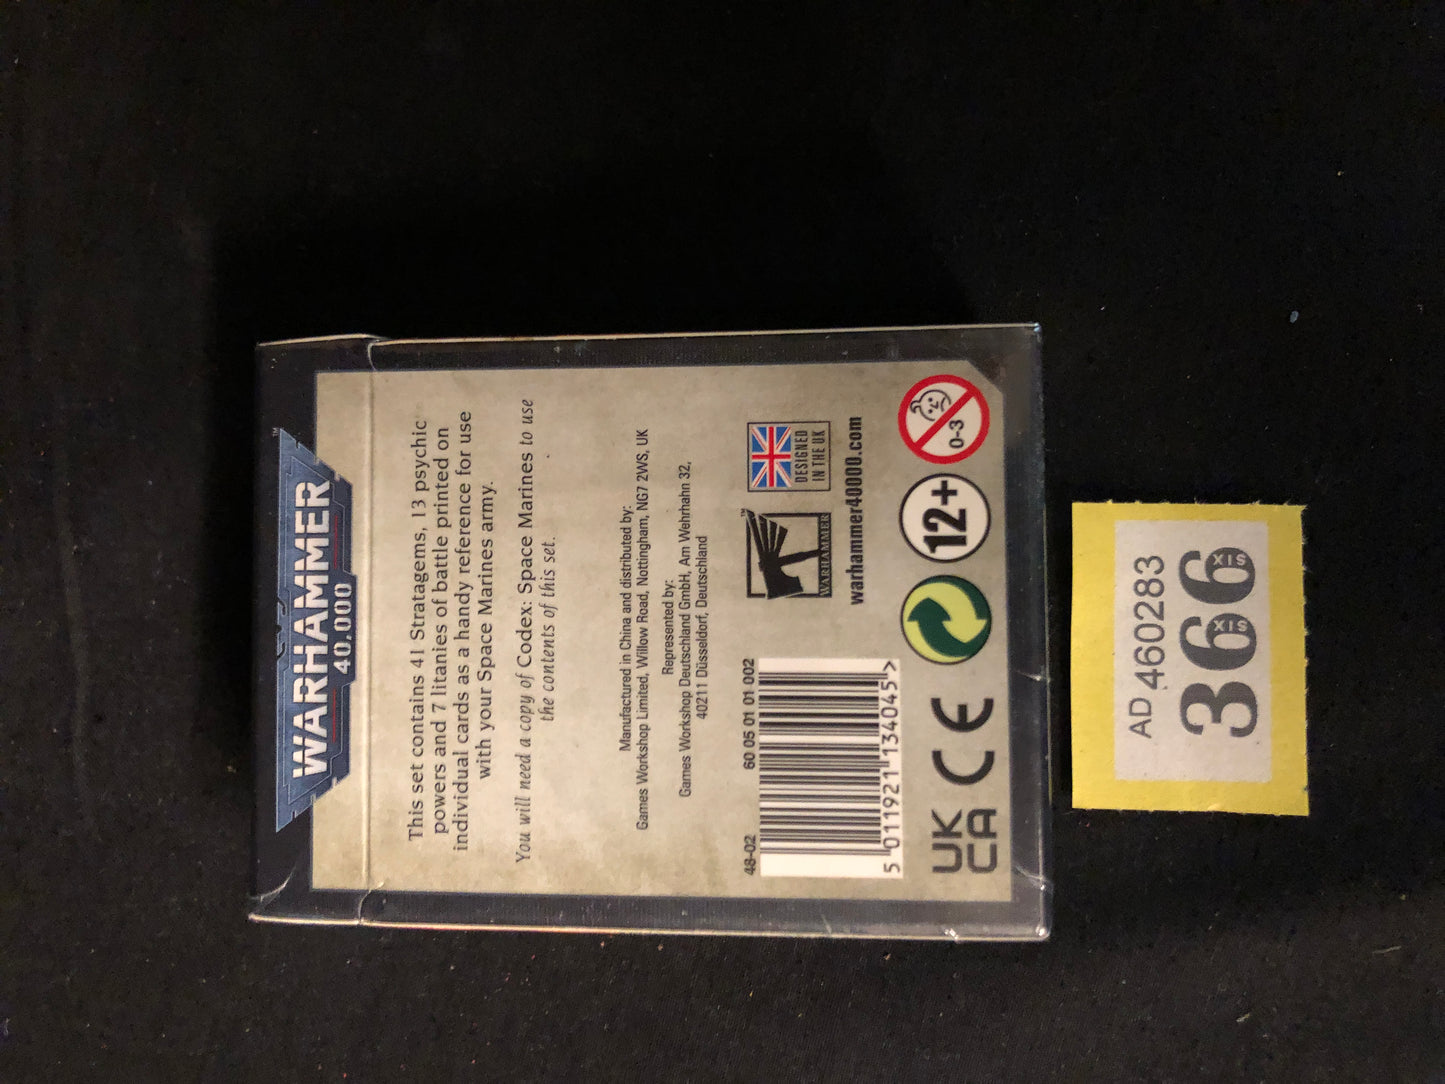 WARHAMMER
40,000
This set contains 41 Stratagems, 13 psychic
powers and 7 litanies of battle printed on
individual cards as a handy reference for use
with your Space Marines army.
You will need a copy of Codex: Space Marines to use
the contents of this set.
Manufactured in China and distributed by:
Games Workshop Limited, Willow Road, Nottingham, NG7 2WS, UK
Represented by:
Games Workshop Deutschland GmbH, Am Wehrhahn 32,
40211 Düsseldorf, Deutschland
48-02
60 05 01 01 002
5 011921 134045 >
WARHAMMER
™
DESIGNED
IN THE UK
warhammer40000.com
UK
CA
CE
12+
0-3
AD 460283
366
SIX
SIX